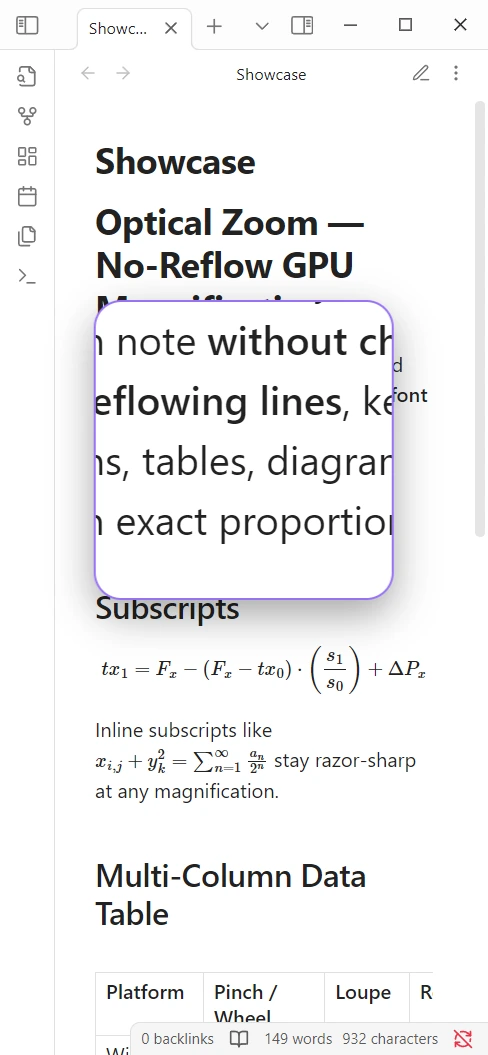 Showc...
Showcase
Showcase
Optical Zoom —
No-Reflow GPU
n note without ch
eflowing lines, ke
ns, tables, diagram
n exact proportion
d
font
Subscripts
tx₁ = Fₓ − (Fₓ − tx₀) · (s₁/s₀) + ΔPₓ
Inline subscripts like
x_{i,j} + y_k^2 = ∑_{n=1}^∞ a_n/2^n stay razor-sharp
at any magnification.
Multi-Column Data
Table
Platform Pinch / Wheel Loupe R
0 backlinks 149 words 932 characters